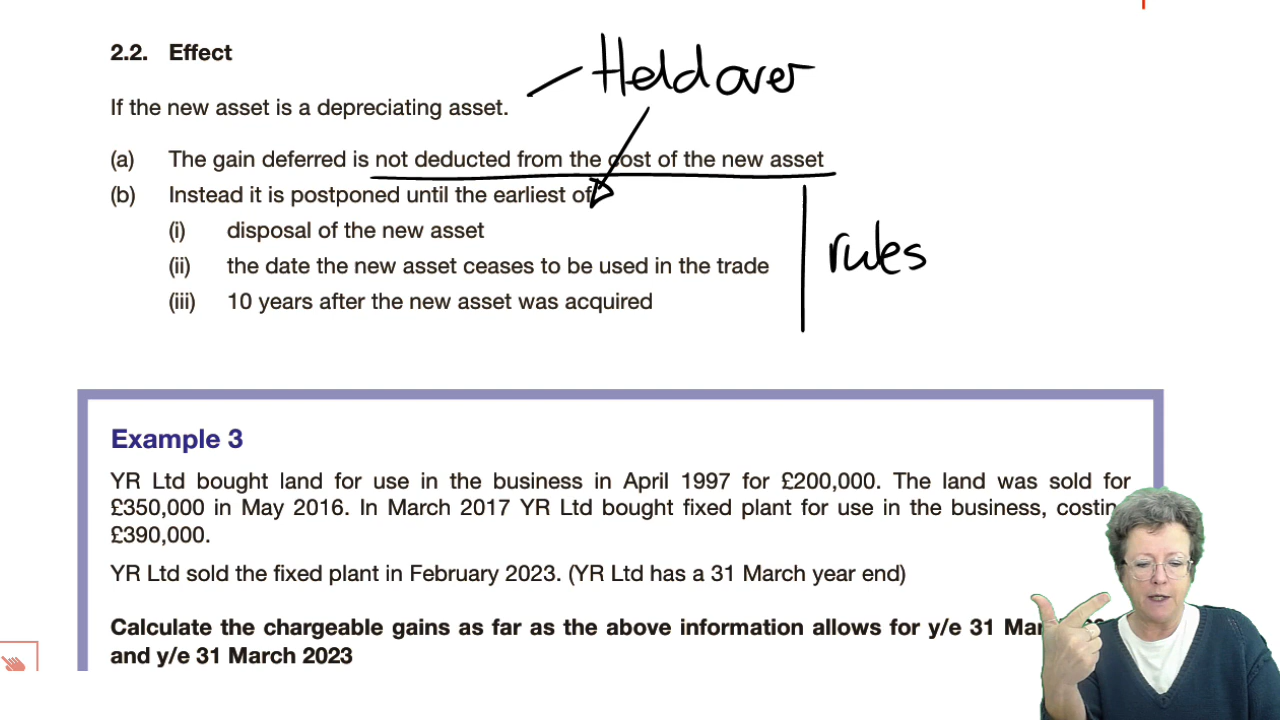 2.2. Effect
Held over
If the new asset is a depreciating asset.
(a) The gain deferred is not deducted from the cost of the new asset
(b) Instead it is postponed until the earliest of
(i) disposal of the new asset
(ii) the date the new asset ceases to be used in the trade
(iii) 10 years after the new asset was acquired
rules
Example 3
YR Ltd bought land for use in the business in April 1997 for £200,000. The land was sold for
£350,000 in May 2016. In March 2017 YR Ltd bought fixed plant for use in the business,
£390,000.
YR Ltd sold the fixed plant in February 2023. (YR Ltd has a 31 March year end)
Calculate the chargeable gains as far as the above information allows for y/e 31
and y/e 31 March 2023